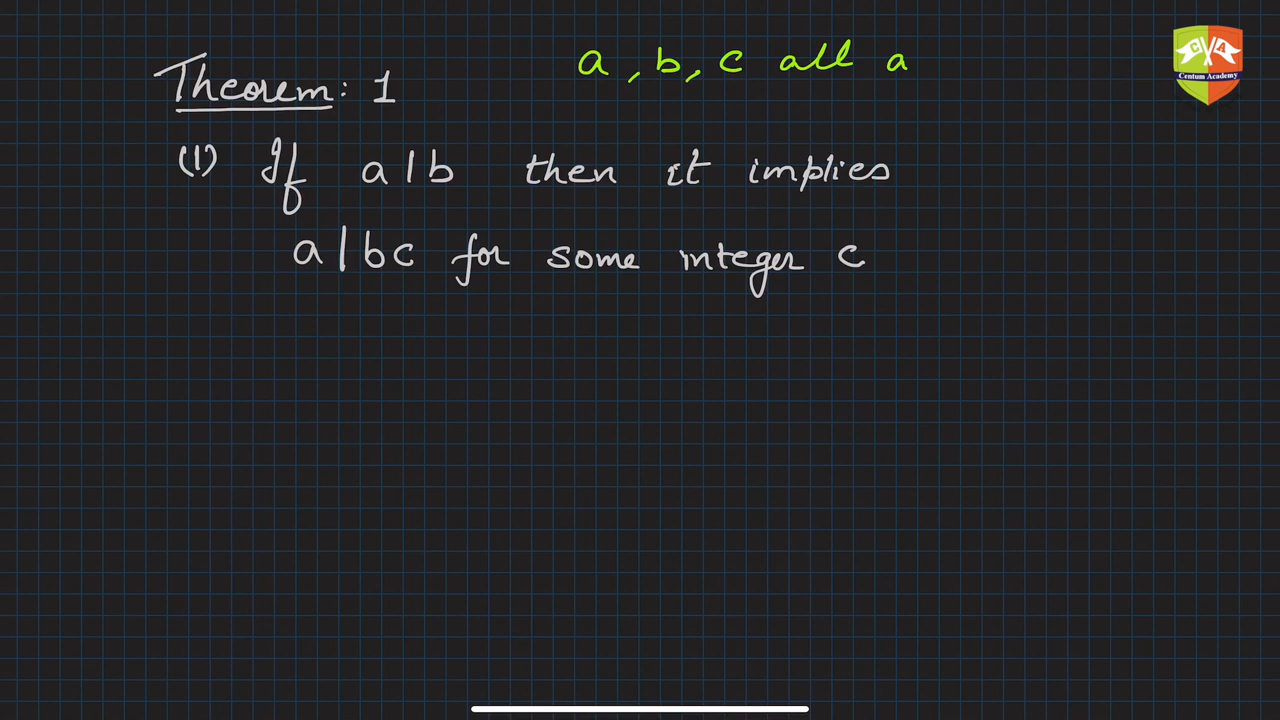 a, b, c all a
Theorem: 1
(1) If a|b then it implies
a|bc for some integer c
C A
Centum Academy